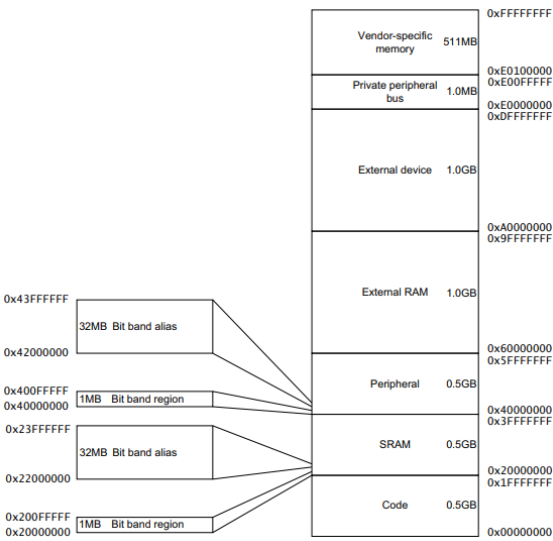 0xFFFFFFFF
Vendor-specific
memory
511MB
0xE0100000
0xE00FFFFF
Private peripheral
bus
1.0MB
0xE0000000
0xDFFFFFFF
External device
1.0GB
0xA0000000
0x9FFFFFFF
External RAM
1.0GB
0x60000000
0x5FFFFFFF
Peripheral
0.5GB
0x40000000
0x3FFFFFFF
SRAM
0.5GB
0x20000000
0x1FFFFFFF
Code
0.5GB
0x00000000
0x43FFFFFF
32MB Bit band alias
0x42000000
0x400FFFFF
1MB Bit band region
0x40000000
0x23FFFFFF
32MB Bit band alias
0x22000000
0x200FFFFF
1MB Bit band region
0x20000000